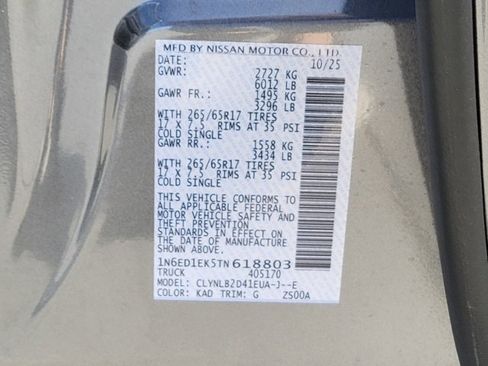 MFD BY NISSAN MOTOR CO., LTD.
DATE: 10/25
GVWR: 2727 KG
6012 LB
GAWR FR.: 1495 KG
3296 LB
WITH 265/65R17 TIRES
17 X 7.5 RIMS AT 35 PSI
COLD SINGLE
GAWR RR.: 1558 KG
3434 LB
WITH 265/65R17 TIRES
17 X 7.5 RIMS AT 35 PSI
COLD SINGLE
THIS VEHICLE CONFORMS TO
ALL APPLICABLE FEDERAL
MOTOR VEHICLE SAFETY AND
THEFT PREVENTION
STANDARDS IN EFFECT
ON THE DATE OF
MANUFACTURE SHOWN ABOVE.
1N6ED1EK5TN618803
TRUCK 405170
MODEL: CLYNLB2D41EUA-J--E
COLOR: KAD TRIM: G ZS00A